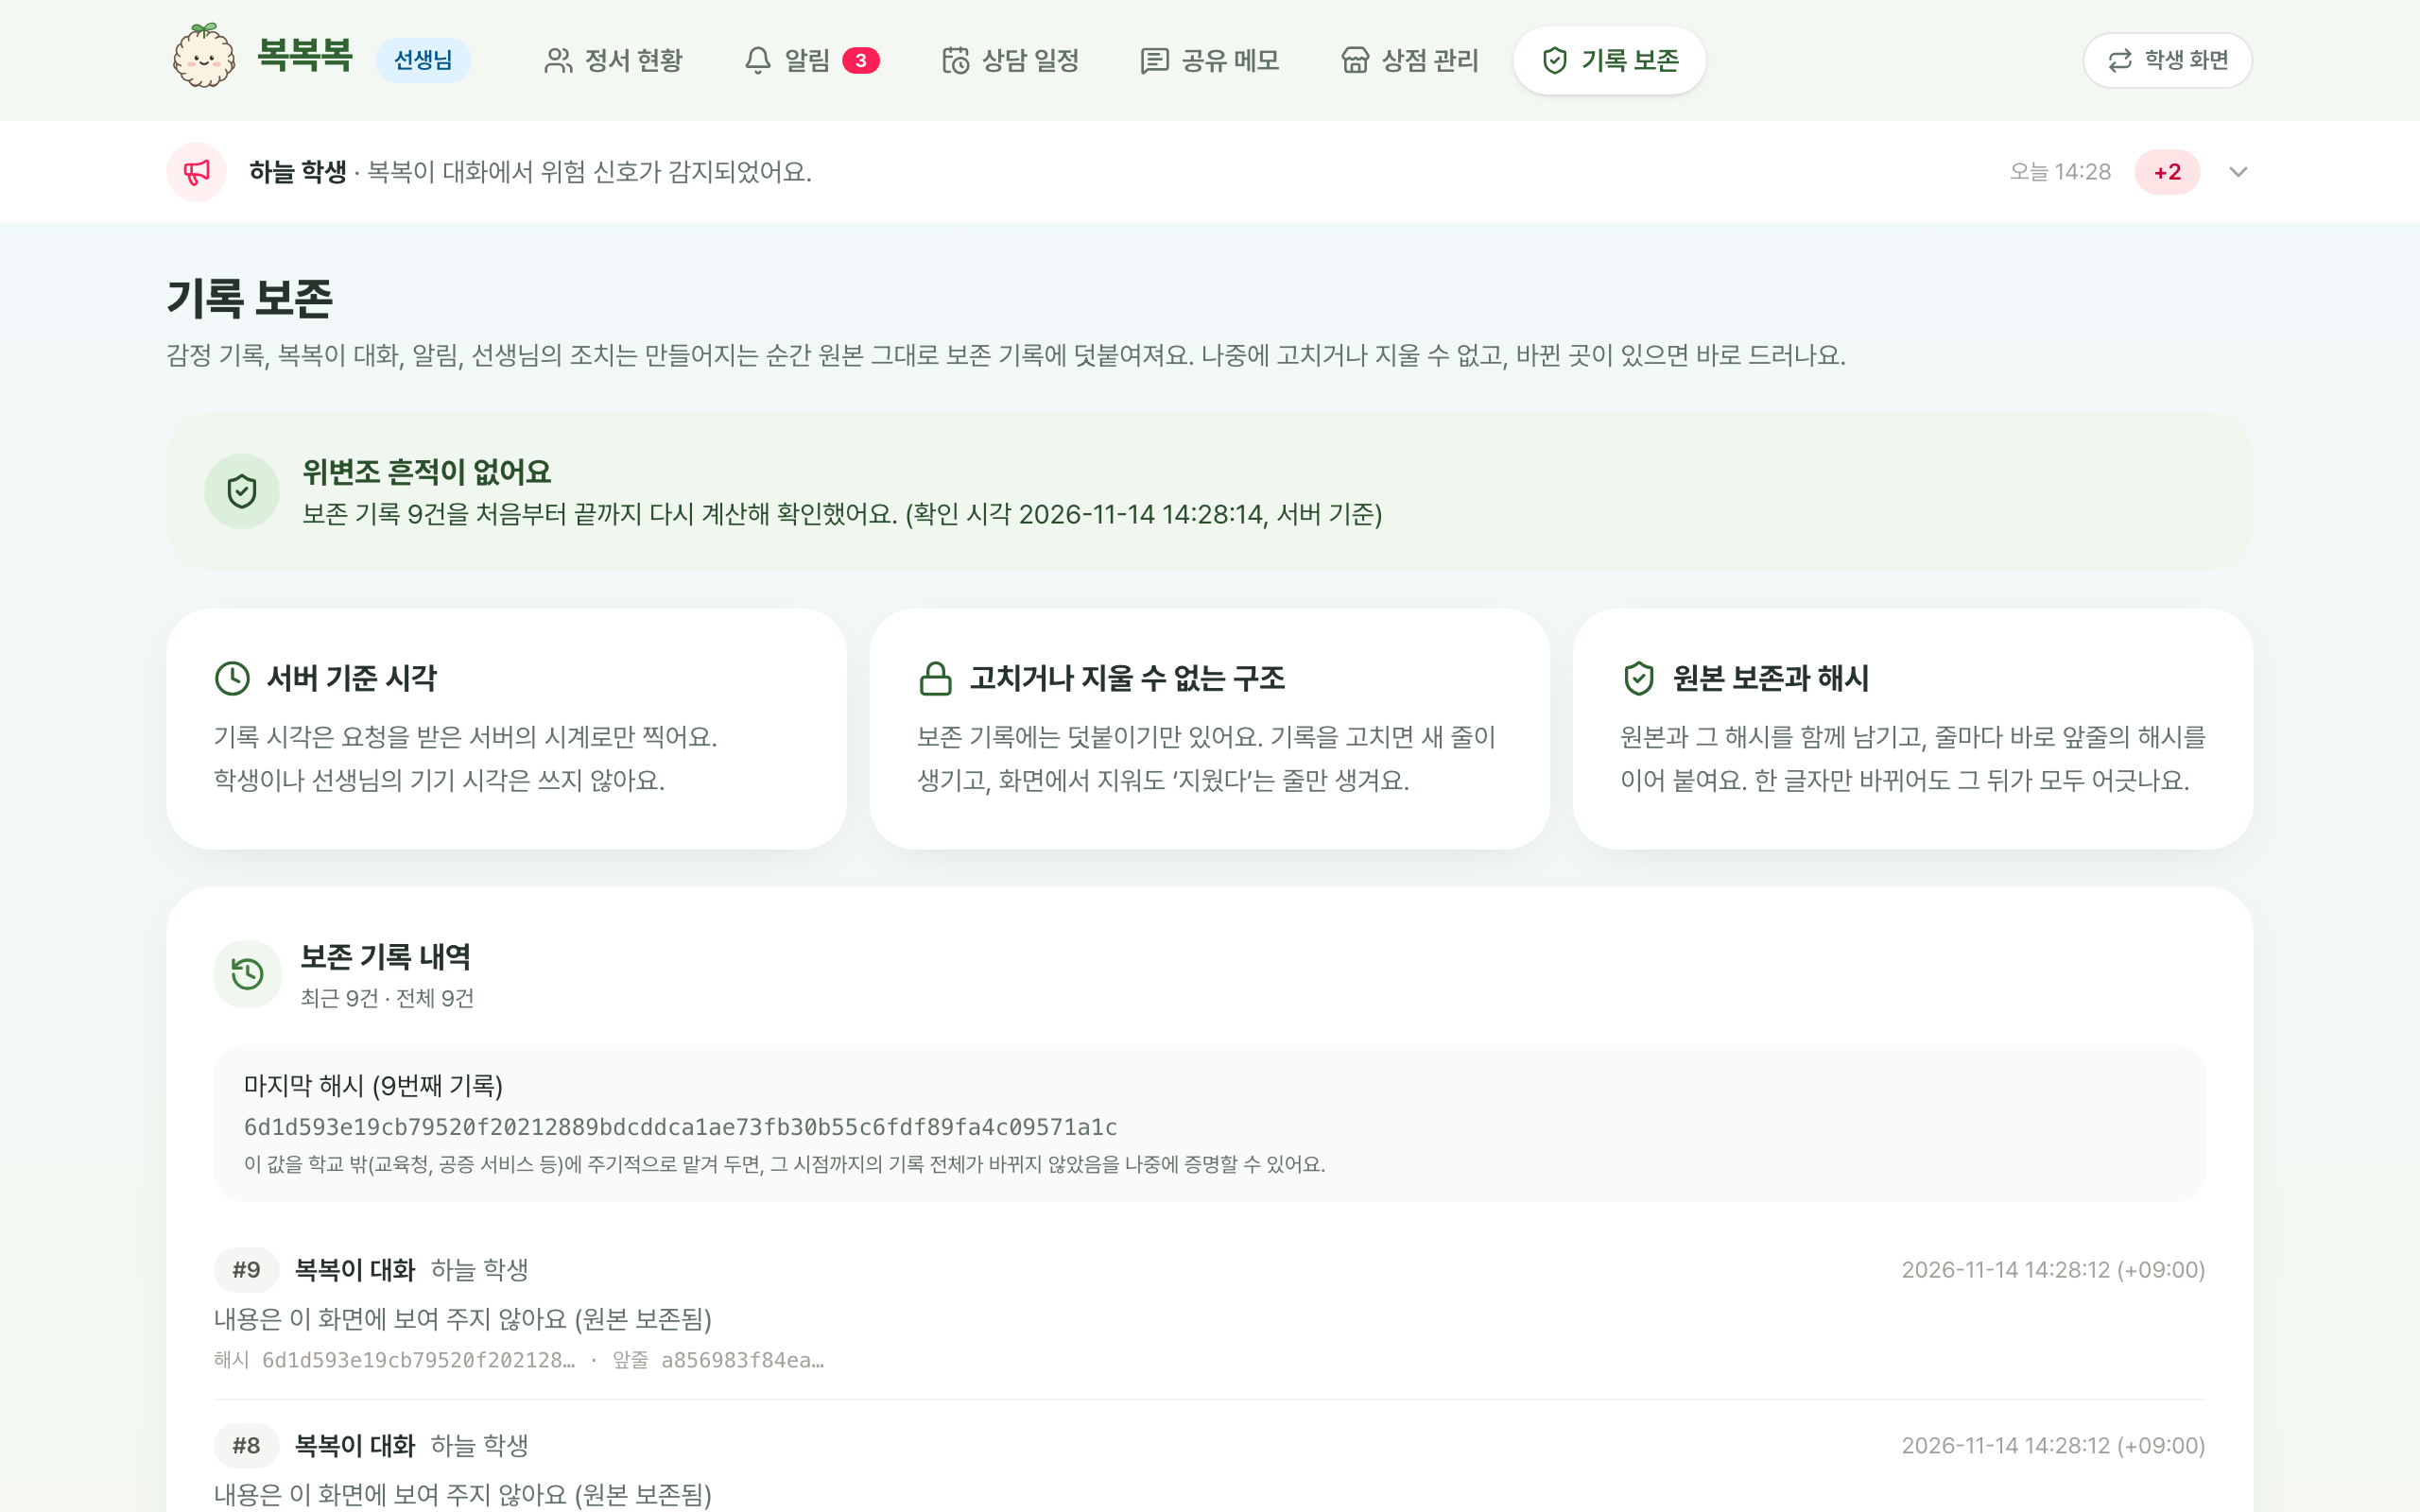 복복복
선생님
정서 현황
알림 3
상담 일정
공유 메모
상점 관리
기록 보존
학생 화면
하늘 학생 · 복복이 대화에서 위험 신호가 감지되었어요.
오늘 14:28
+2
기록 보존
감정 기록, 복복이 대화, 알림, 선생님의 조치는 만들어지는 순간 원본 그대로 보존 기록에 덧붙여져요. 나중에 고치거나 지울 수 없고, 바뀐 곳이 있으면 바로 드러나요.
위변조 흔적이 없어요
보존 기록 9건을 처음부터 끝까지 다시 계산해 확인했어요. (확인 시각 2026-11-14 14:28:14, 서버 기준)
서버 기준 시각
기록 시각은 요청을 받은 서버의 시계로만 찍어요.
학생이나 선생님의 기기 시각은 쓰지 않아요.
고치거나 지울 수 없는 구조
보존 기록에는 덧붙이기만 있어요. 기록을 고치면 새 줄이
생기고, 화면에서 지워도 ‘지웠다’는 줄만 생겨요.
원본 보존과 해시
원본과 그 해시를 함께 남기고, 줄마다 바로 앞줄의 해시를
이어 붙여요. 한 글자만 바뀌어도 그 뒤가 모두 어긋나요.
보존 기록 내역
최근 9건 · 전체 9건
마지막 해시 (9번째 기록)
6d1d593e19cb79520f20212889bdcddca1ae73fb30b55c6fdf89fa4c09571a1c
이 값을 학교 밖(교육청, 공증 서비스 등)에 주기적으로 맡겨 두면, 그 시점까지의 기록 전체가 바뀌지 않았음을 나중에 증명할 수 있어요.
#9 복복이 대화 하늘 학생
2026-11-14 14:28:12 (+09:00)
내용은 이 화면에 보여 주지 않아요 (원본 보존됨)
해시 6d1d593e19cb79520f202128… · 앞줄 a856983f84ea…
#8 복복이 대화 하늘 학생
2026-11-14 14:28:12 (+09:00)
내용은 이 화면에 보여 주지 않아요 (원본 보존됨)